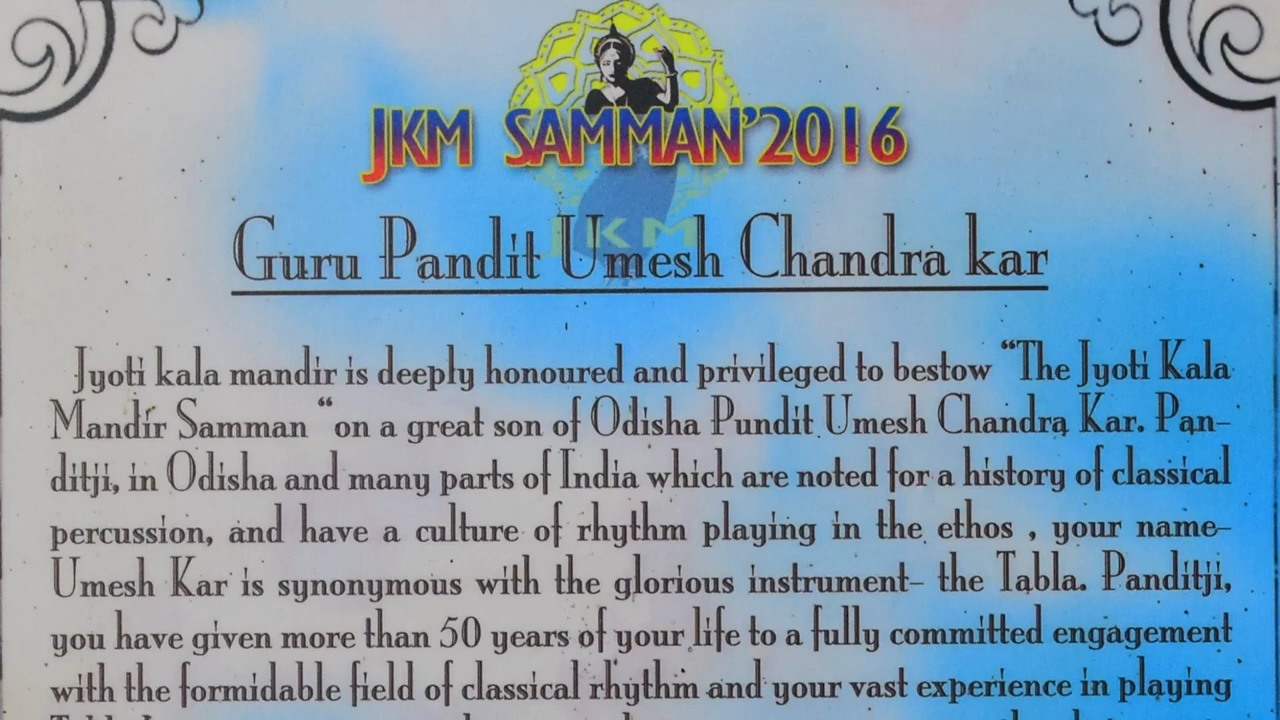 JKM SAMMAN'2016
JKM
Guru Pandit Umesh Chandra kar
Jyoti kala mandir is deeply honoured and privileged to bestow “The Jyoti Kala
Mandir Samman “on a great son of Odisha Pundit Umesh Chandra Kar. Pan-
ditji, in Odisha and many parts of India which are noted for a history of classical
percussion, and have a culture of rhythm playing in the ethos , your name-
Umesh Kar is synonymous with the glorious instrument- the Tabla. Panditji,
you have given more than 50 years of your life to a fully committed engagement
with the formidable field of classical rhythm and your vast experience in playing